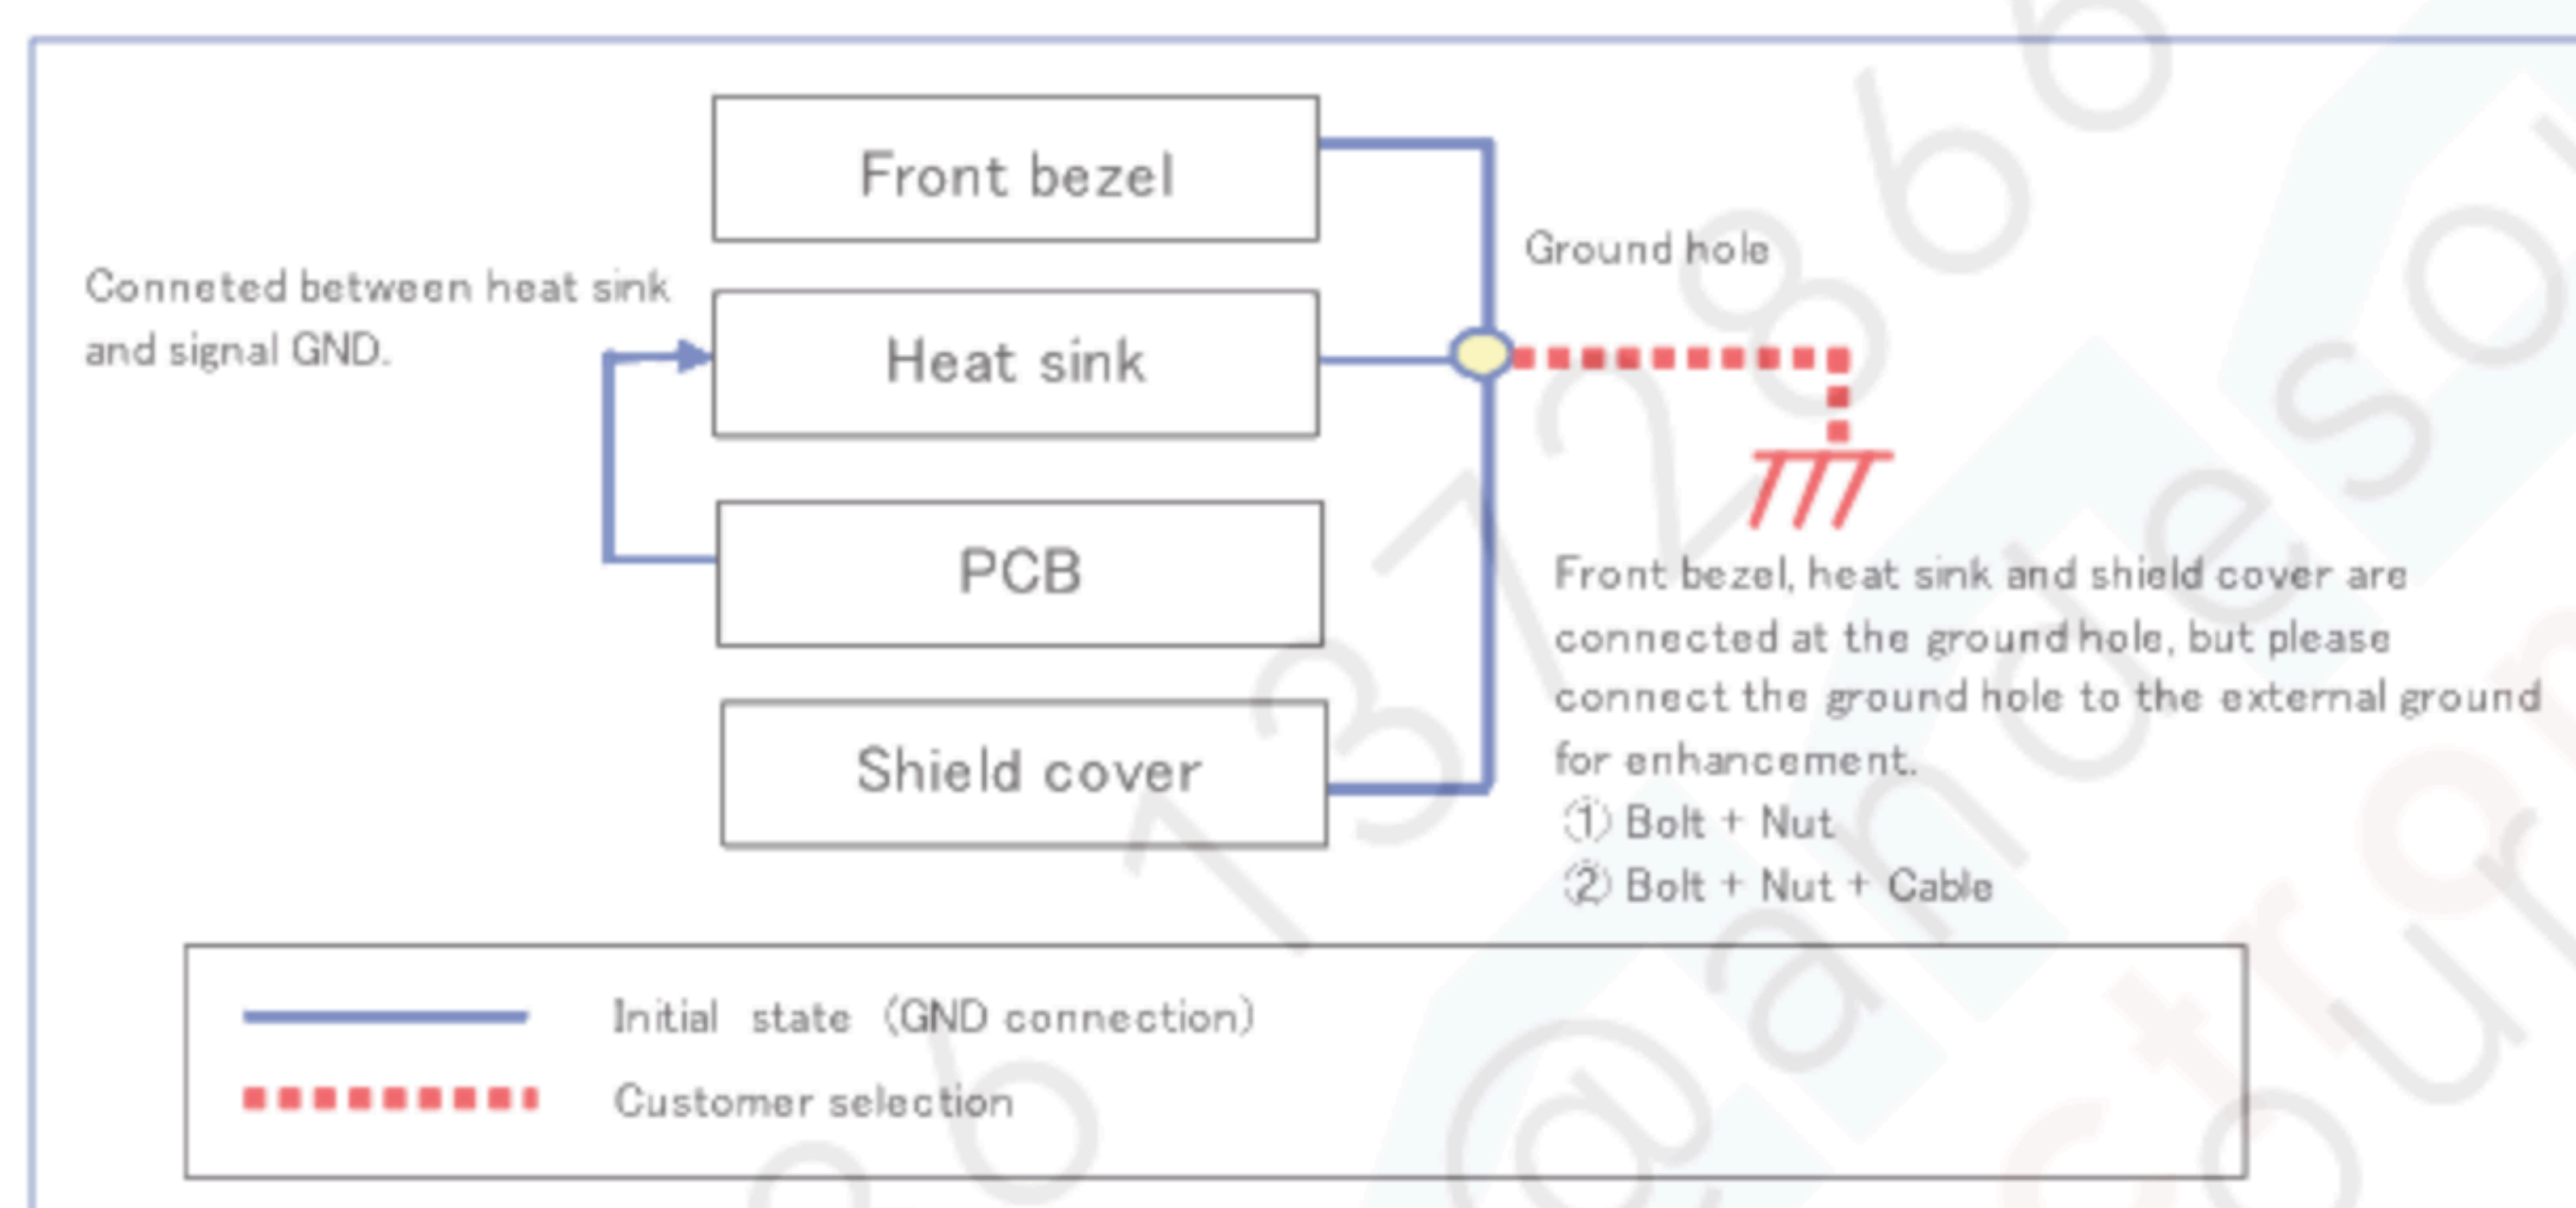 Front bezel
Ground hole
Conneted between heat sink
and signal GND.
Heat sink
PCB
Front bezel, heat sink and shield cover are
connected at the ground hole, but please
connect the ground hole to the external ground
for enhancement.
Shield cover
① Bolt + Nut
② Bolt + Nut + Cable
Initial state (GND connection)
Customer selection